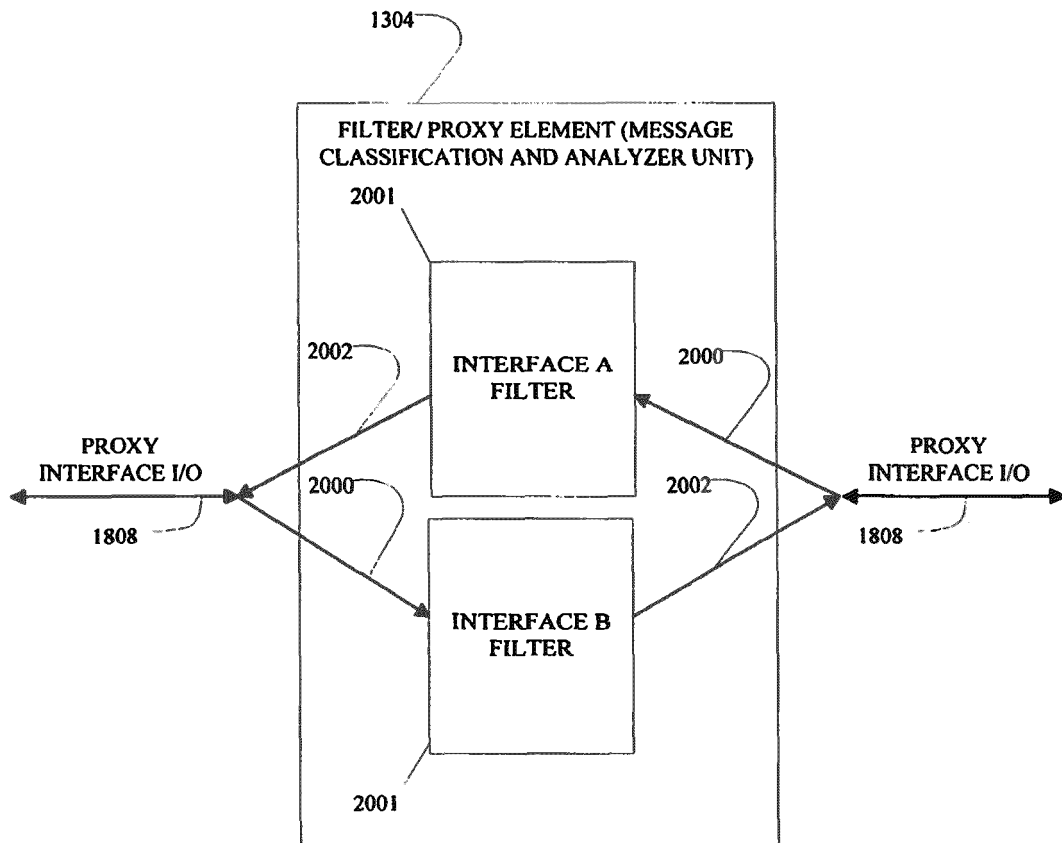 1304
FILTER/ PROXY ELEMENT (MESSAGE
CLASSIFICATION AND ANALYZER UNIT)
2001
2002
INTERFACE A
FILTER
2000
PROXY
INTERFACE I/O
1808
2000
2002
PROXY
INTERFACE I/O
1808
INTERFACE B
FILTER
2001